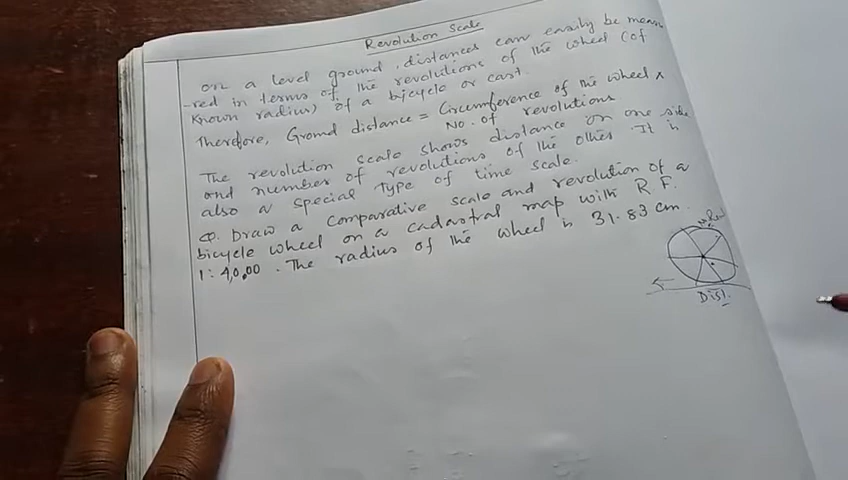 Revolution Scale
on a level ground, distances can easily be meau
-red in terms of the revolutions of the wheel (of
known radius) of a bicycle or cart.
Therefore, Ground distance = Circumference of the wheel x
No. of revolutions
The revolution scale shows distance on one side
and number of revolutions of the other It is
also a special type of time scale.
Q. Draw a comparative scale and revolution of a
bicycle wheel on a cadastral map with R.F.
1: 4,0,00. The radius of the wheel is 31.83 cm
Rev
Dist.